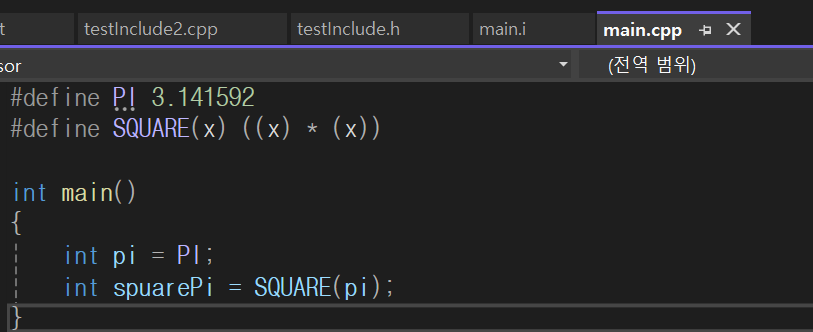 t testInclude2.cpp testInclude.h main.i main.cpp
sor (전역 범위)
#define PI 3.141592
#define SQUARE(x) ((x) * (x))
int main()
{
int pi = PI;
int spuarePi = SQUARE(pi);
}